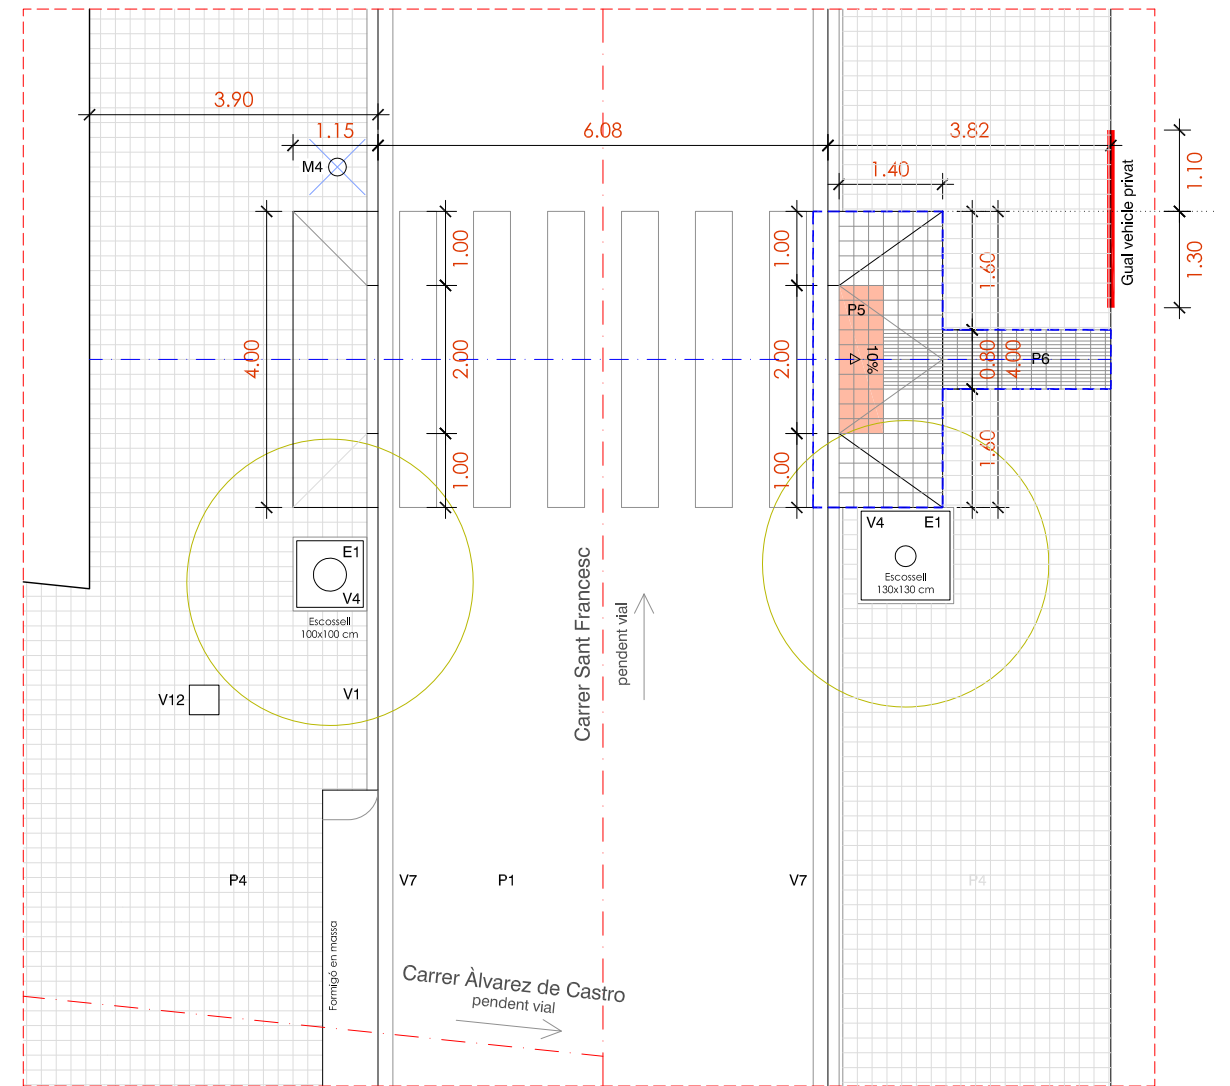 3.90
1.15
6.08
3.82
1.10
M4
1.40
Gual vehicle privat
1.00
1.00
1.60
1.30
P5
4.00
2.00
2.00
10%
0.80
4.00
P6
1.00
1.00
1.60
E1
V4
Escossell
100x100 cm
V4
E1
Escossell
130x130 cm
Carrer Sant Francesc
pendent vial
V12
V1
P4
V7
P1
V7
P4
Formigó en massa
Carrer Àlvarez de Castro
pendent vial